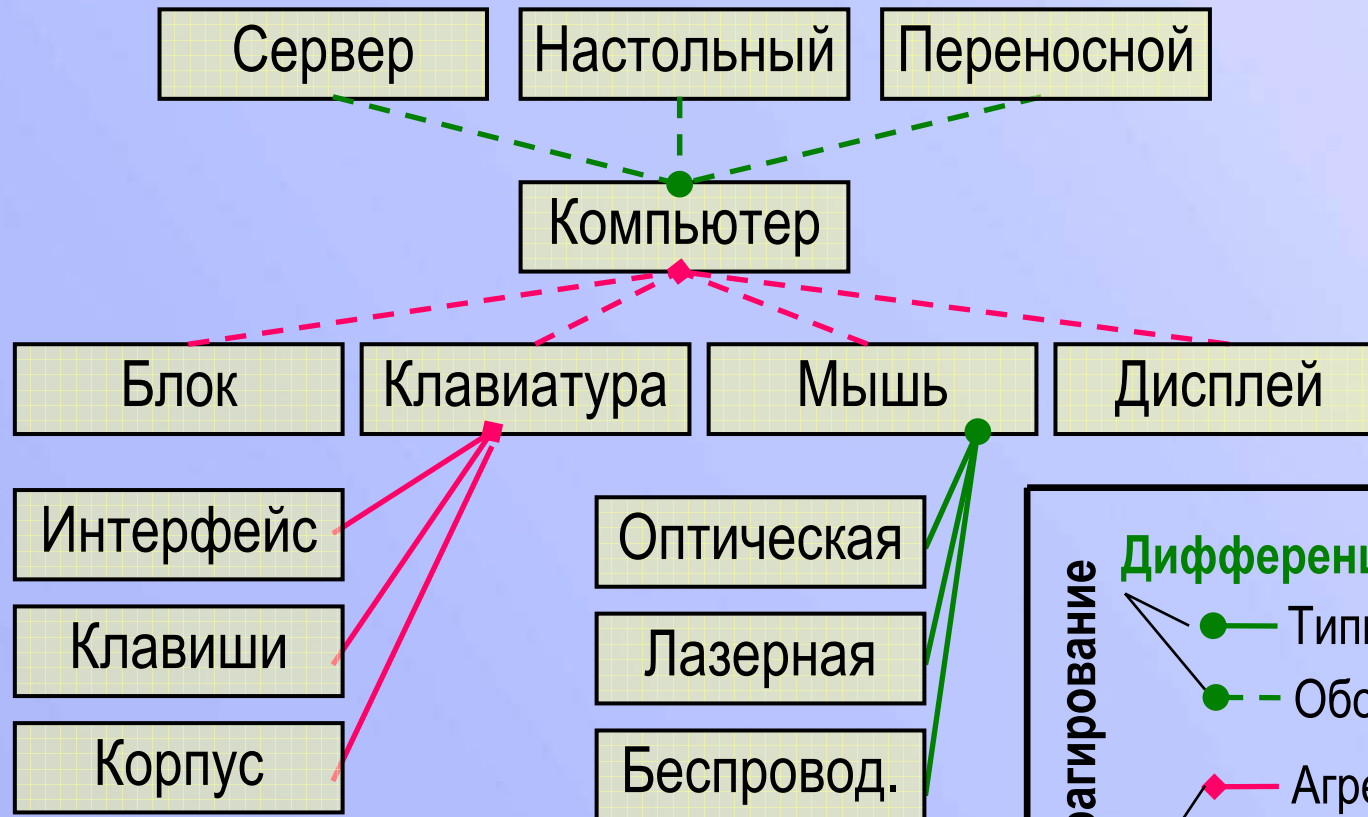 Сервер
Настольный
Переносной
Компьютер
Блок
Клавиатура
Мышь
Дисплей
Интерфейс
Клавиши
Корпус
Оптическая
Лазерная
Беспровод.